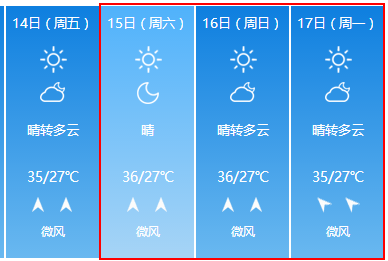 14日（周五）
晴转多云
35/27℃
微风
15日（周六）
晴
36/27℃
微风
16日（周日）
晴转多云
36/27℃
微风
17日（周一）
晴转多云
35/27℃
微风